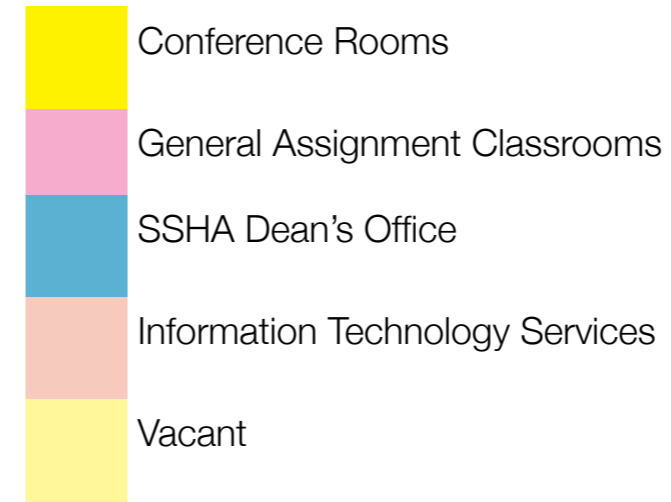 Conference Rooms
General Assignment Classrooms
SSHA Dean’s Office
Information Technology Services
Vacant